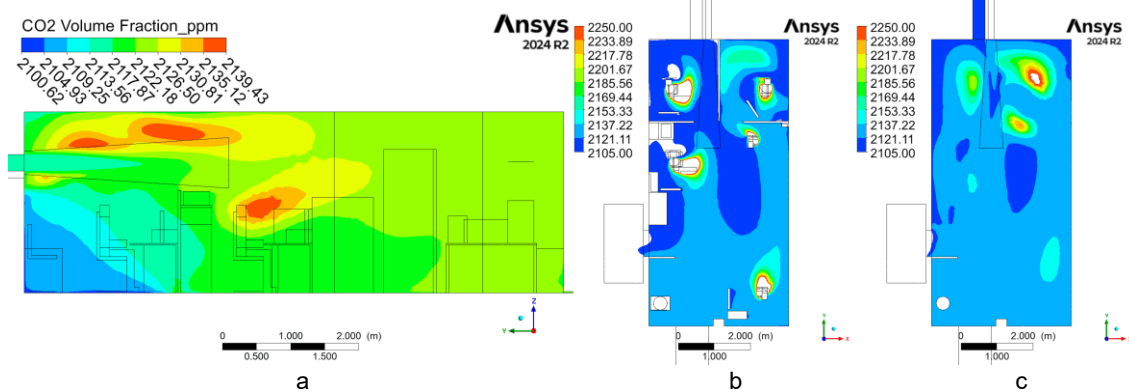 CO2 Volume Fraction_ppm
2139.43
2135.12
2130.81
2126.50
2122.18
2117.87
2113.56
2109.25
2104.93
2100.62
Ansys
2024 R2
Z
Y
0 1.000 2.000 (m)
0.500 1.500
a
2250.00
2233.89
2217.78
2201.67
2185.56
2169.44
2153.33
2137.22
2121.11
2105.00
Ansys
2024 R2
Y
X
0 2.000 (m)
1.000
b
2250.00
2233.89
2217.78
2201.67
2185.56
2169.44
2153.33
2137.22
2121.11
2105.00
Ansys
2024 R2
Y
X
0 2.000 (m)
1.000
c